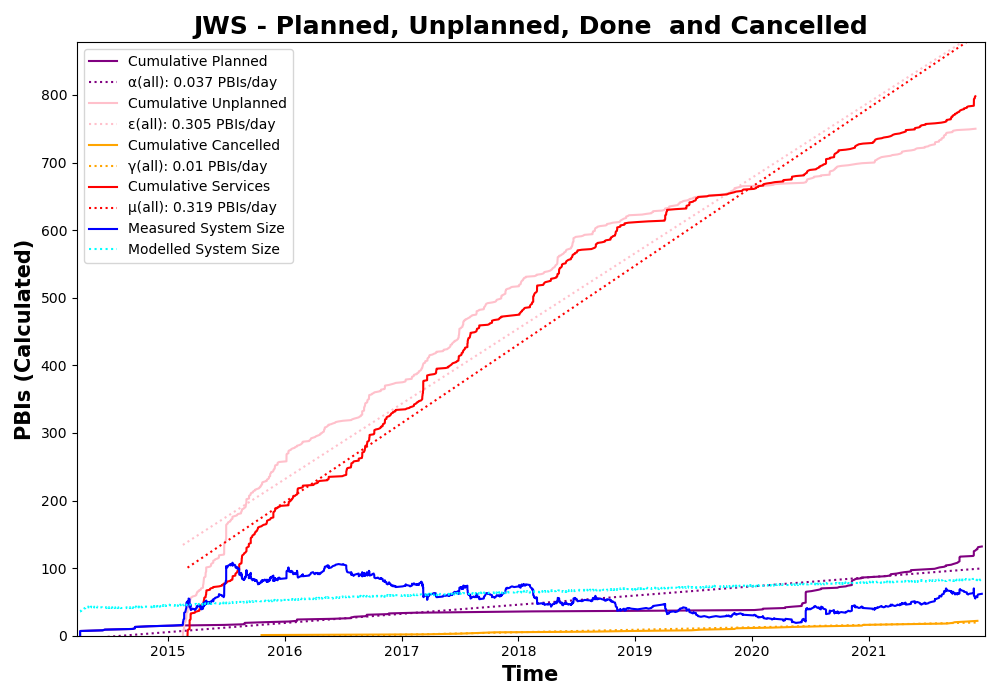 JWS - Planned, Unplanned, Done  and Cancelled
Cumulative Planned
α(all): 0.037 PBIs/day
Cumulative Unplanned
ε(all): 0.305 PBIs/day
Cumulative Cancelled
γ(all): 0.01 PBIs/day
Cumulative Services
μ(all): 0.319 PBIs/day
Measured System Size
Modelled System Size
PBIs (Calculated)
800
700
600
500
400
300
200
100
0
2015 2016 2017 2018 2019 2020 2021
Time